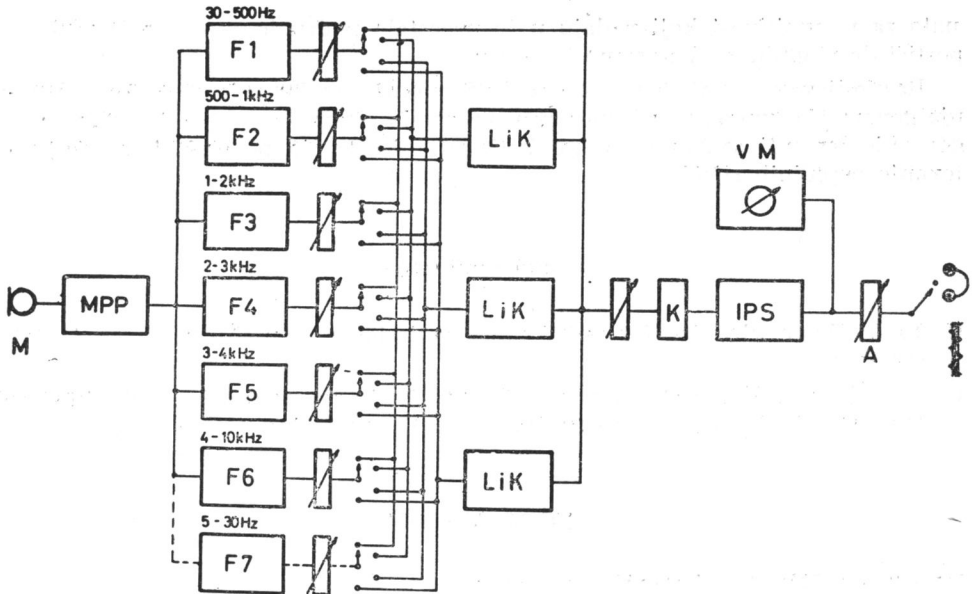 30-500Hz
F1
500-1kHz
F2
LiK
VM
1-2kHz
F3
2-3kHz
M
MPP
F4
LiK
K
IPS
A
3-4kHz
F5
4-10kHz
F6
LiK
5-30Hz
F7